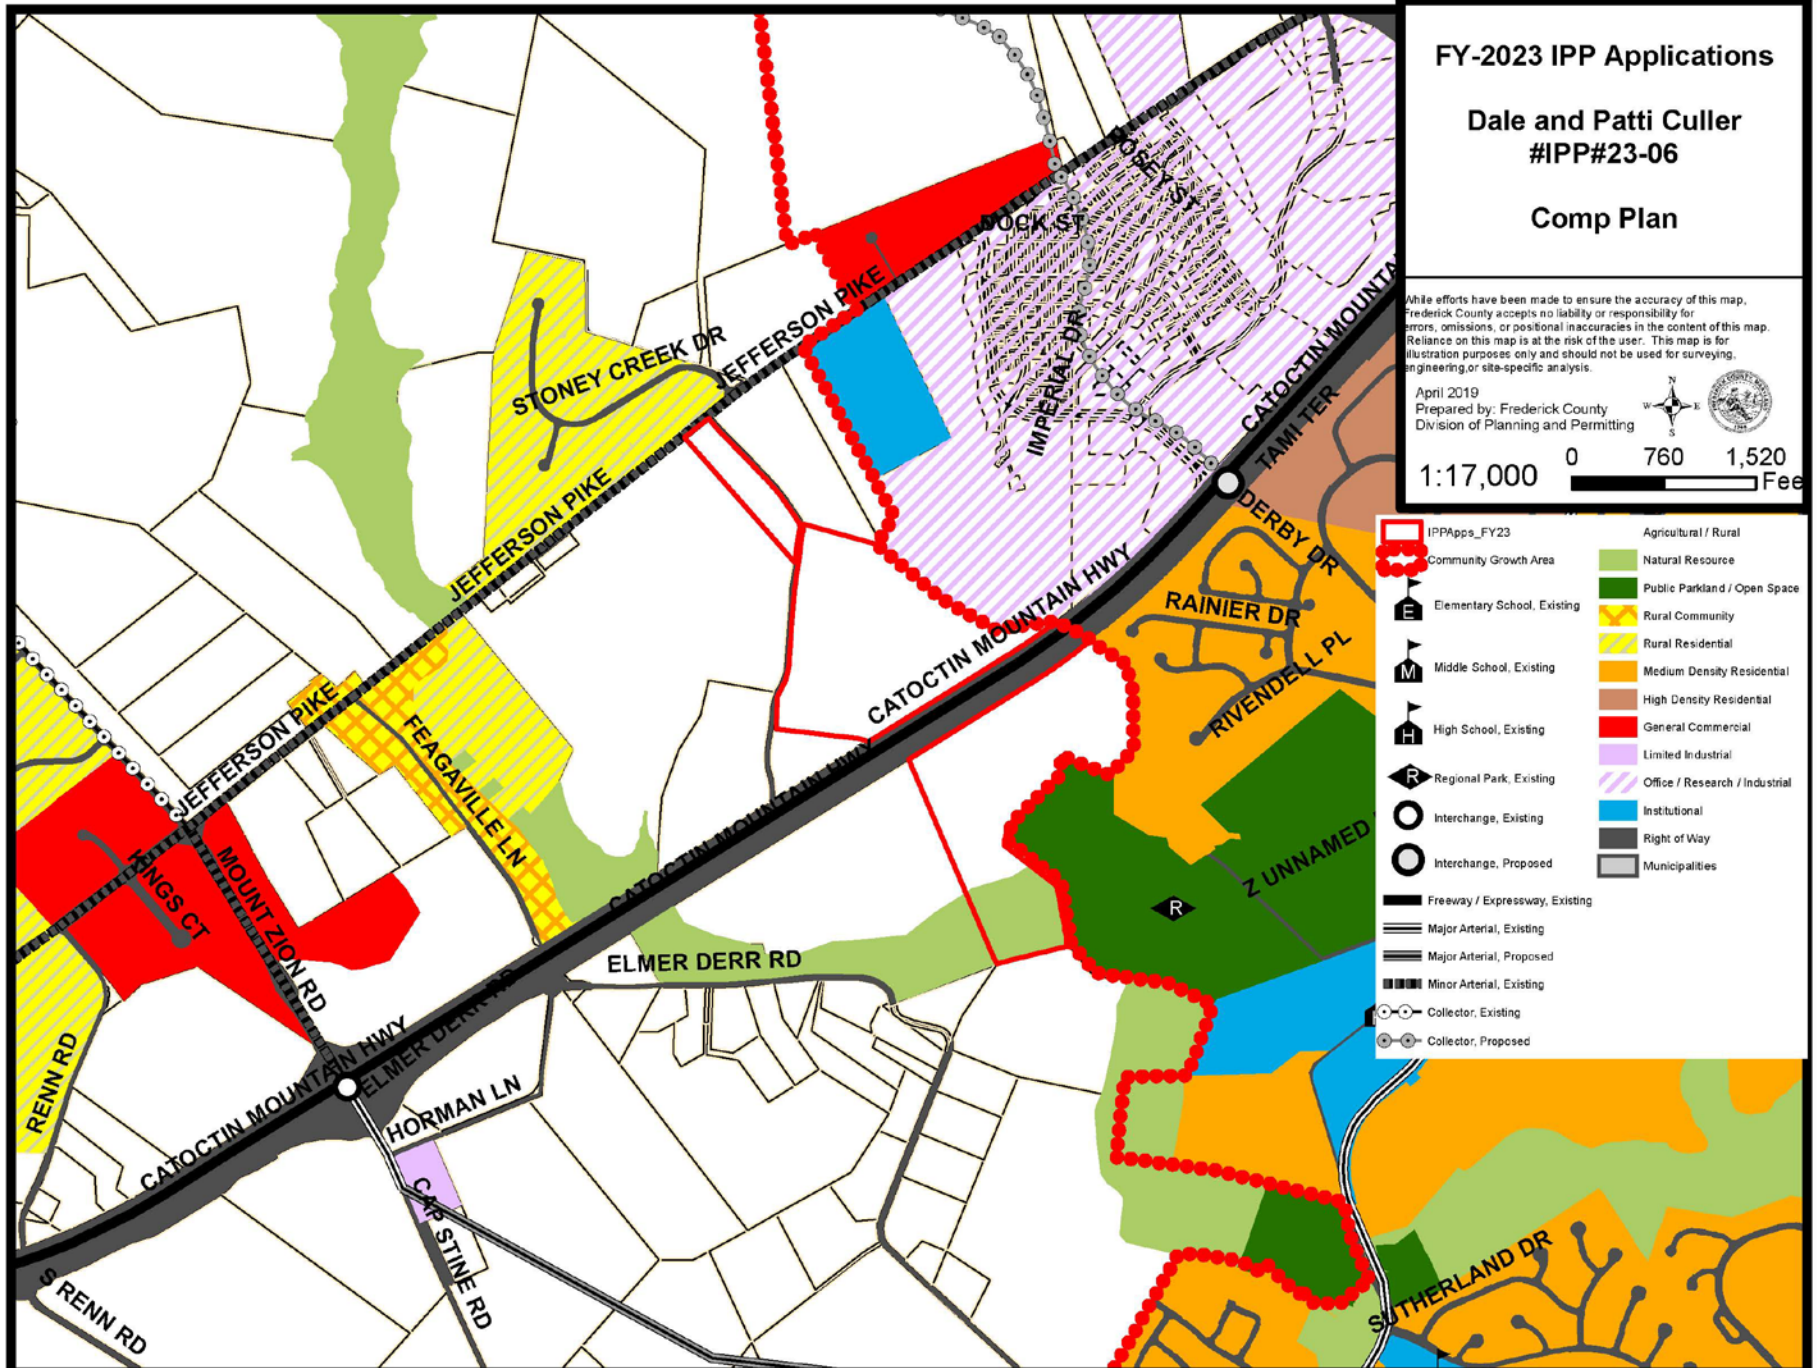 FY-2023 IPP Applications
Dale and Patti Culler
#IPP#23-06
Comp Plan
While efforts have been made to ensure the accuracy of this map,
Frederick County accepts no liability or responsibility for
errors, omissions, or positional inaccuracies in the content of this map.
Reliance on this map is at the risk of the user. This map is for
illustration purposes only and should not be used for surveying,
engineering,or site-specific analysis.
April 2019
Prepared by: Frederick County
Division of Planning and Permitting
N
W E
S
1:17,000
0 760 1,520
Fee
IPPApps_FY23
Community Growth Area
E Elementary School, Existing
M Middle School, Existing
H High School, Existing
R Regional Park, Existing
Interchange, Existing
Interchange, Proposed
Freeway / Expressway, Existing
Major Arterial, Existing
Major Arterial, Proposed
Minor Arterial, Existing
Collector, Existing
Collector, Proposed
Agricultural / Rural
Natural Resource
Public Parkland / Open Space
Rural Community
Rural Residential
Medium Density Residential
High Density Residential
General Commercial
Limited Industrial
Office / Research / Industrial
Institutional
Right of Way
Municipalities
DOCK ST
JEFFERSON PIKE
STONEY CREEK DR
IMPERIAL DR
CATOCTIN MOUNTA
TAMI TER
JEFFERSON PIKE
DERBY DR
JEFFERSON PIKE
CATOCTIN MOUNTAIN HWY
RAINIER DR
RIVENDELL PL
JEFFERSON PIKE
FEAGAVILLE LN
CATOCTIN MOUNTAIN HWY
Z UNNAMED
KINGS CT
MOUNT ZION RD
R
ELMER DERR RD
RENN RD
CATOCTIN MOUNTAIN HWY
ELMER DERR RD
HORMAN LN
CAP STINE RD
S RENN RD
SUTHERLAND DR